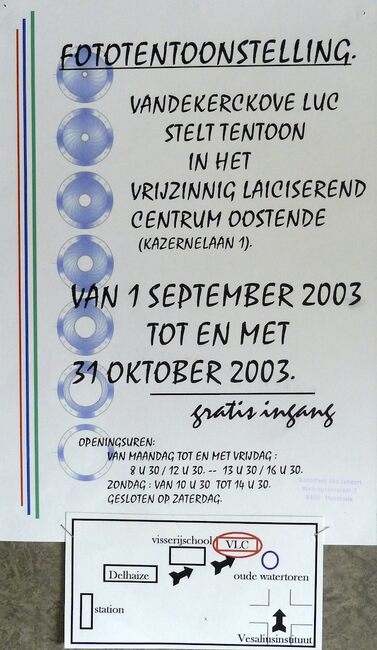 FOTOTENTOONSTELLING.
VANDEKERCKOVE LUC
STELT TENTOON
IN HET
VRIJZINNIG LAICISEREND
CENTRUM OOSTENDE
(KAZERNELAAN 1).
VAN 1 SEPTEMBER 2003
TOT EN MET
31 OKTOBER 2003.
gratis ingang
OPENINGSUREN:
VAN MAANDAG TOT EN MET VRIJDAG :
8 U 30 / 12 U 30. -- 13 U 30 / 16 U 30.
ZONDAG : VAN 10 U 30 TOT 14 U 30.
GESLOTEN OP ZATERDAG.
visserijschool
VLC
Delhaize
oude watertoren
station
Vesaliusinstituut